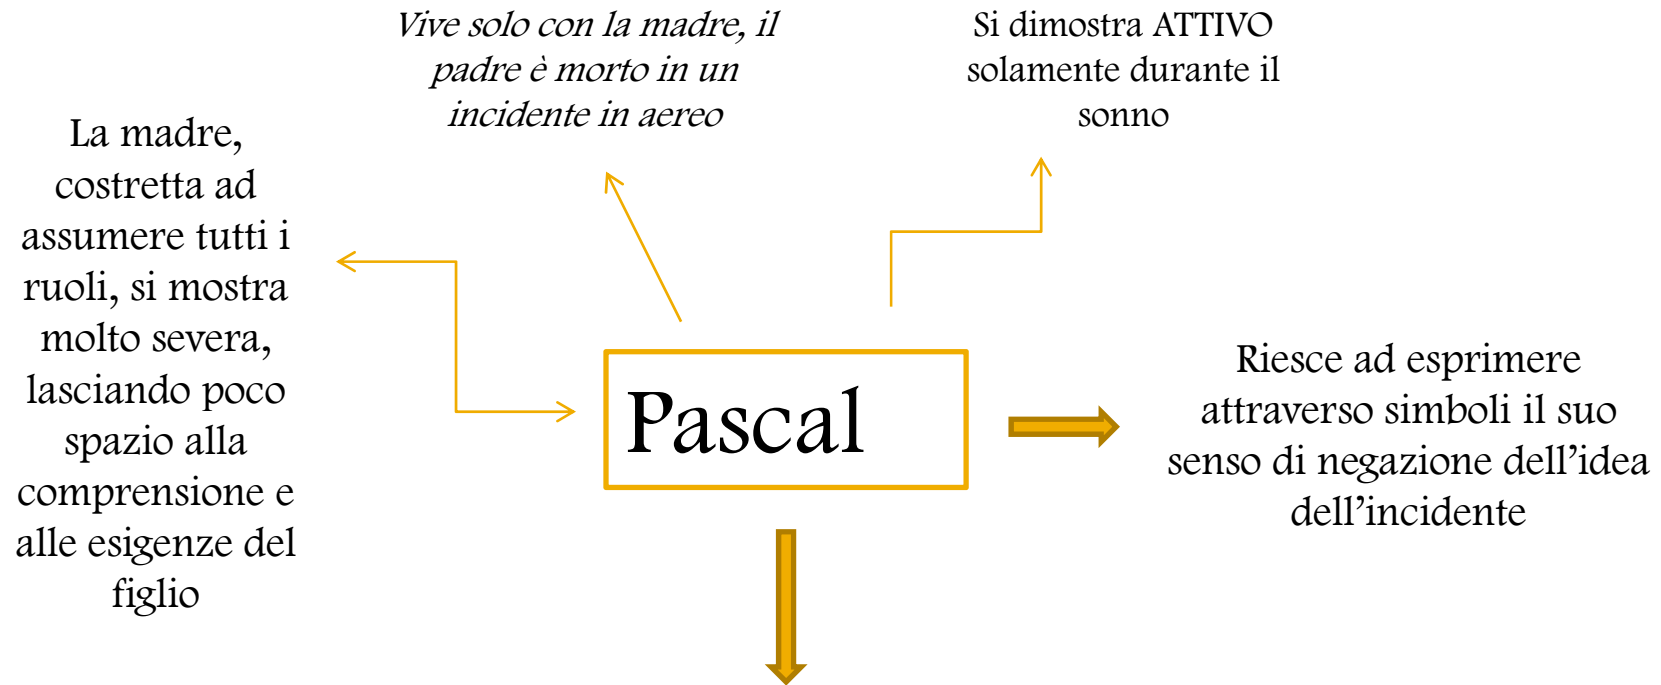 Vive solo con la madre, il
padre è morto in un
incidente in aereo
Si dimostra ATTIVO
solamente durante il
sonno
La madre,
costretta ad
assumere tutti i
ruoli, si mostra
molto severa,
lasciando poco
spazio alla
comprensione e
alle esigenze del
figlio
Pascal
Riesce ad esprimere
attraverso simboli il suo
senso di negazione dell’idea
dell’incidente